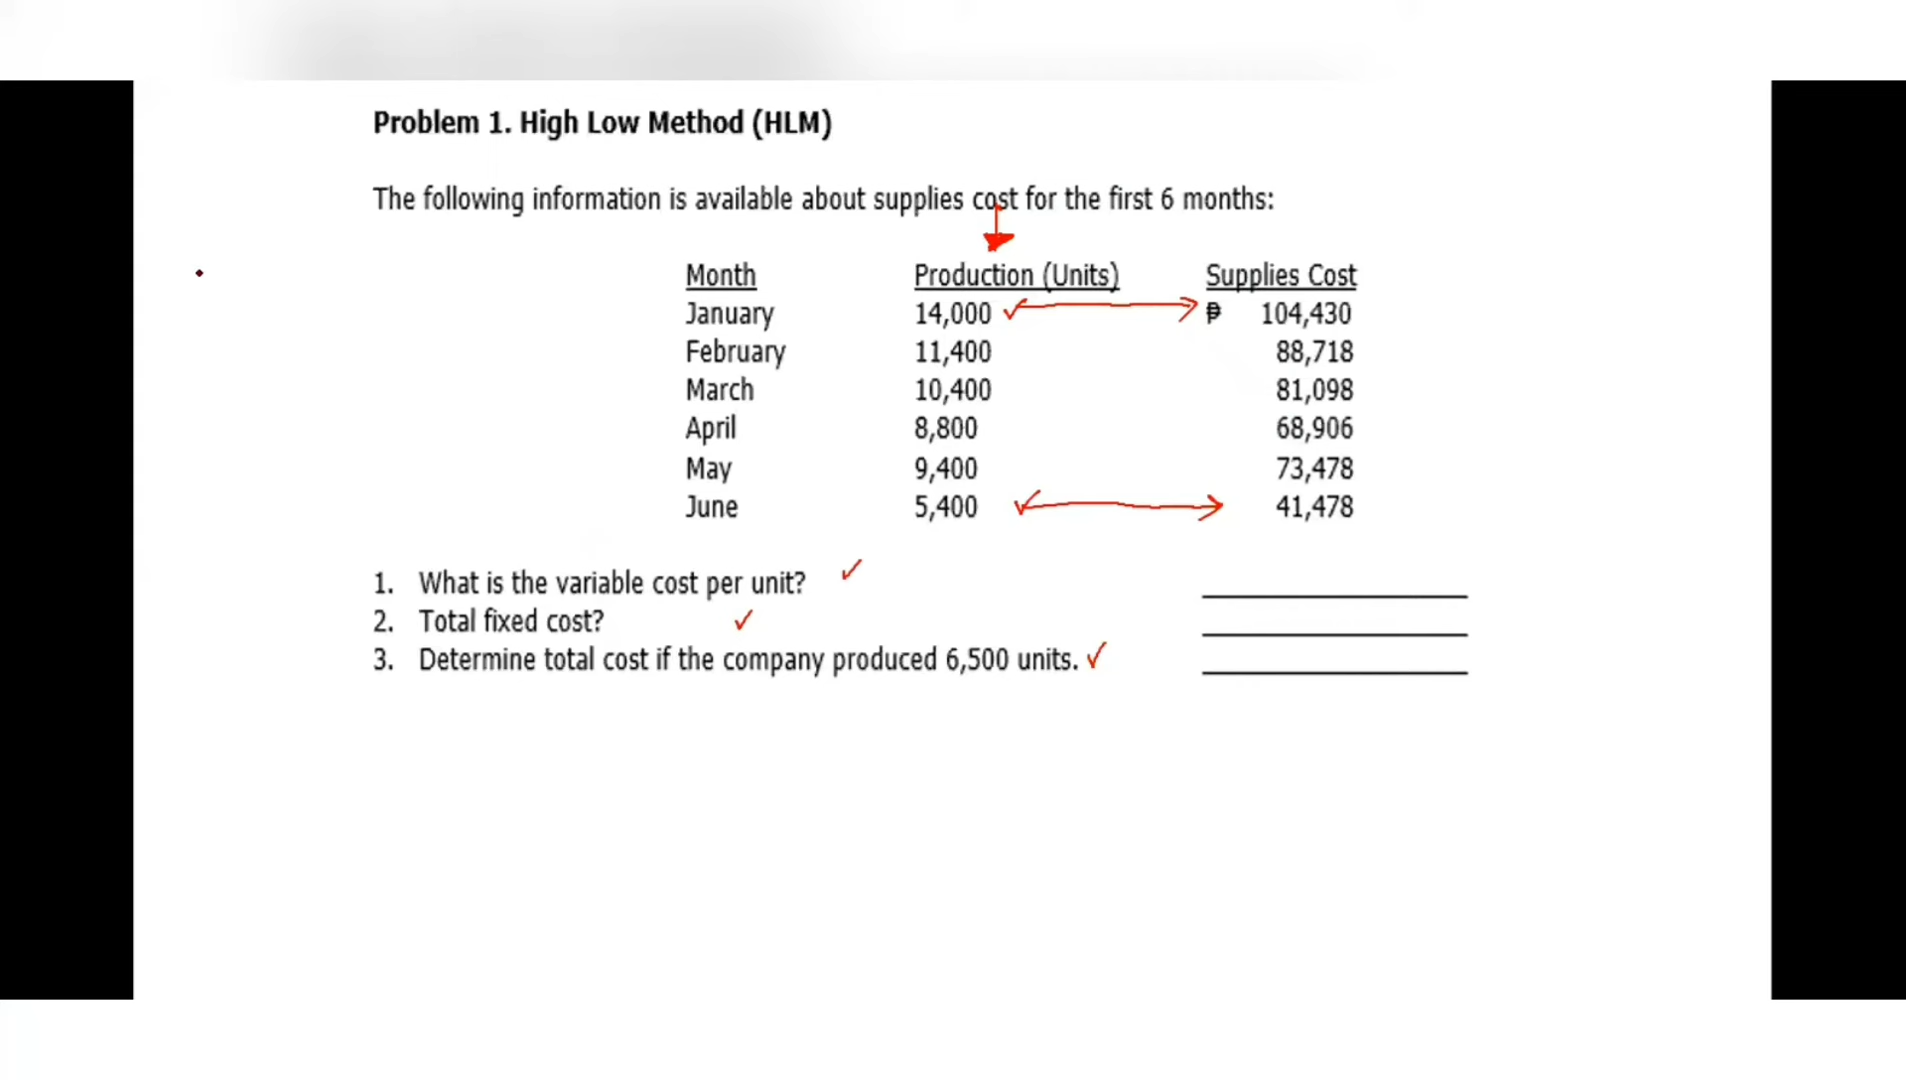 Problem 1. High Low Method (HLM)
The following information is available about supplies cost for the first 6 months:
Month Production (Units) Supplies Cost
January 14,000 ₱ 104,430
February 11,400 88,718
March 10,400 81,098
April 8,800 68,906
May 9,400 73,478
June 5,400 41,478
1. What is the variable cost per unit?
2. Total fixed cost?
3. Determine total cost if the company produced 6,500 units.